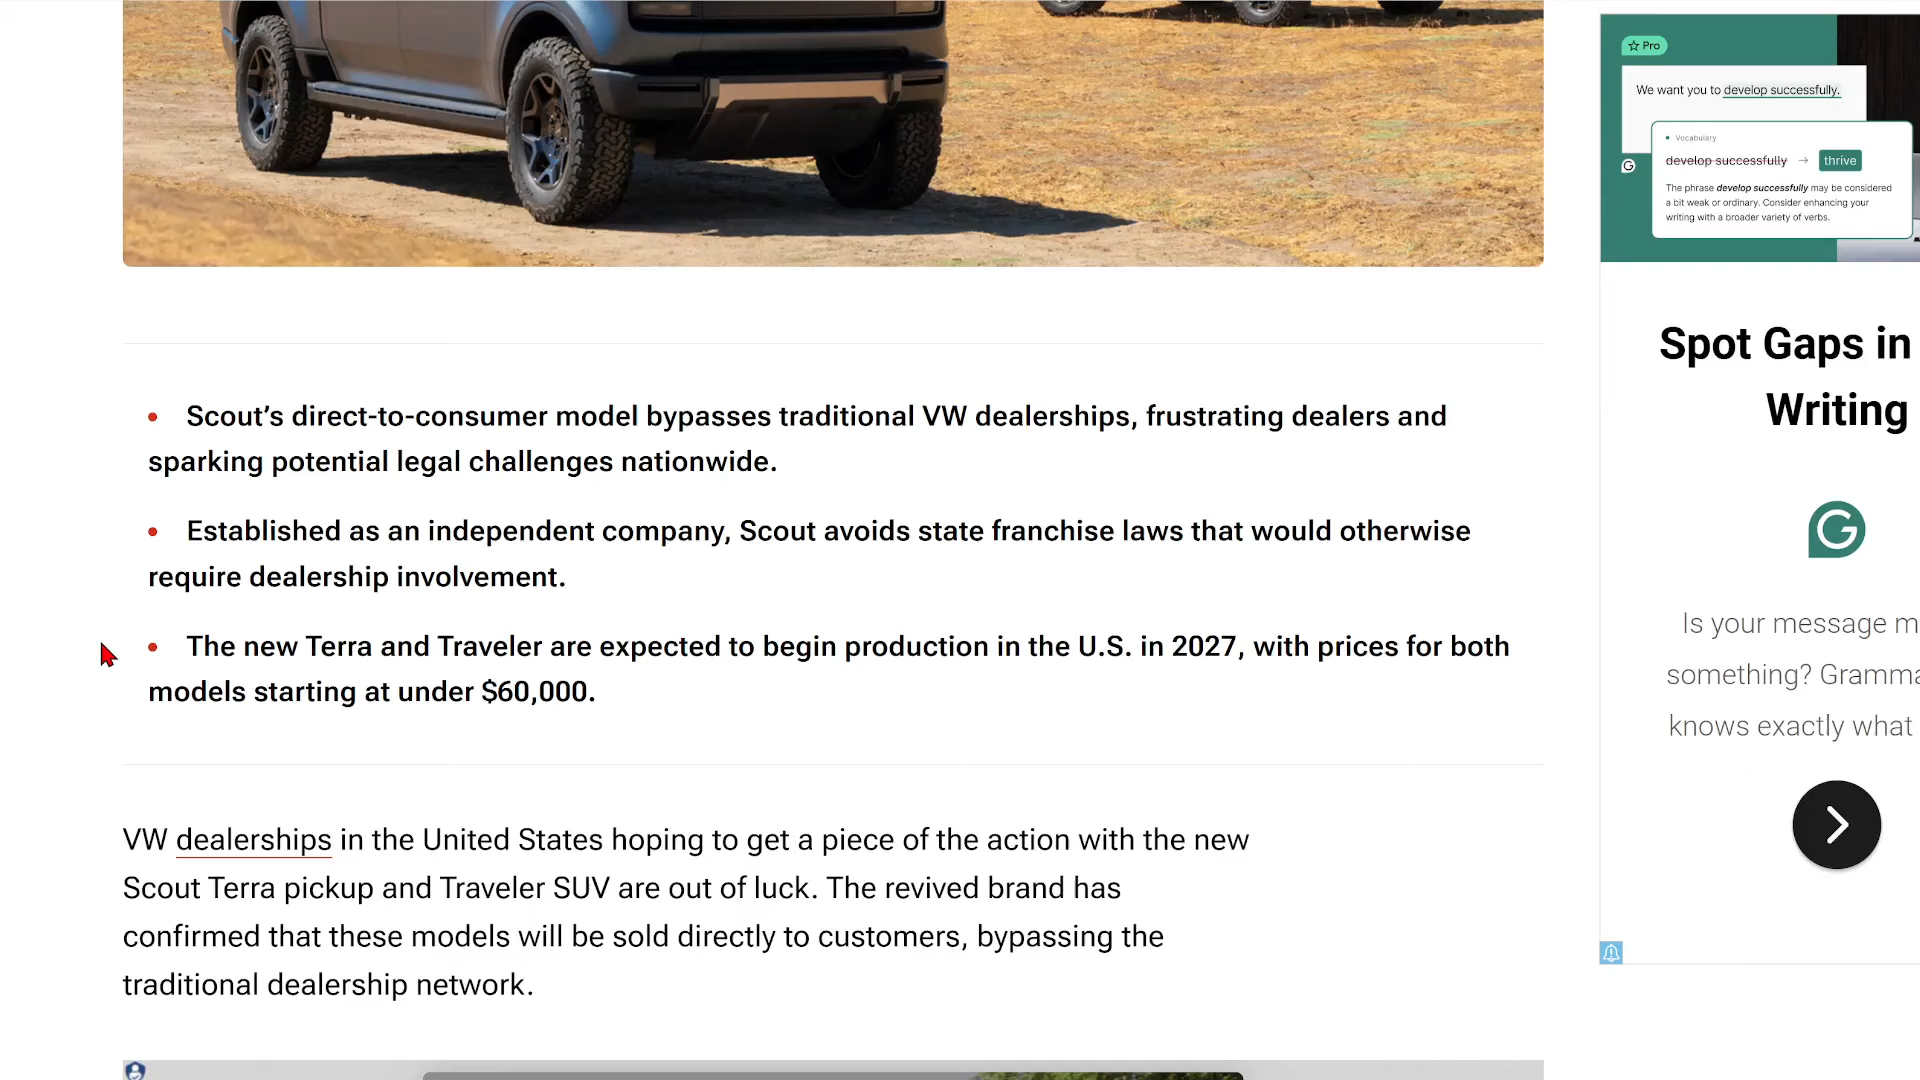 Scout’s direct-to-consumer model bypasses traditional VW dealerships, frustrating dealers and
sparking potential legal challenges nationwide.
Established as an independent company, Scout avoids state franchise laws that would otherwise
require dealership involvement.
The new Terra and Traveler are expected to begin production in the U.S. in 2027, with prices for both
models starting at under $60,000.
VW dealerships in the United States hoping to get a piece of the action with the new
Scout Terra pickup and Traveler SUV are out of luck. The revived brand has
confirmed that these models will be sold directly to customers, bypassing the
traditional dealership network.
Pro
We want you to develop successfully.
Vocabulary
develop successfully → thrive
The phrase develop successfully may be considered
a bit weak or ordinary. Consider enhancing your
writing with a broader variety of verbs.
Spot Gaps in
Writing
G
Is your message m
something? Gramma
knows exactly what